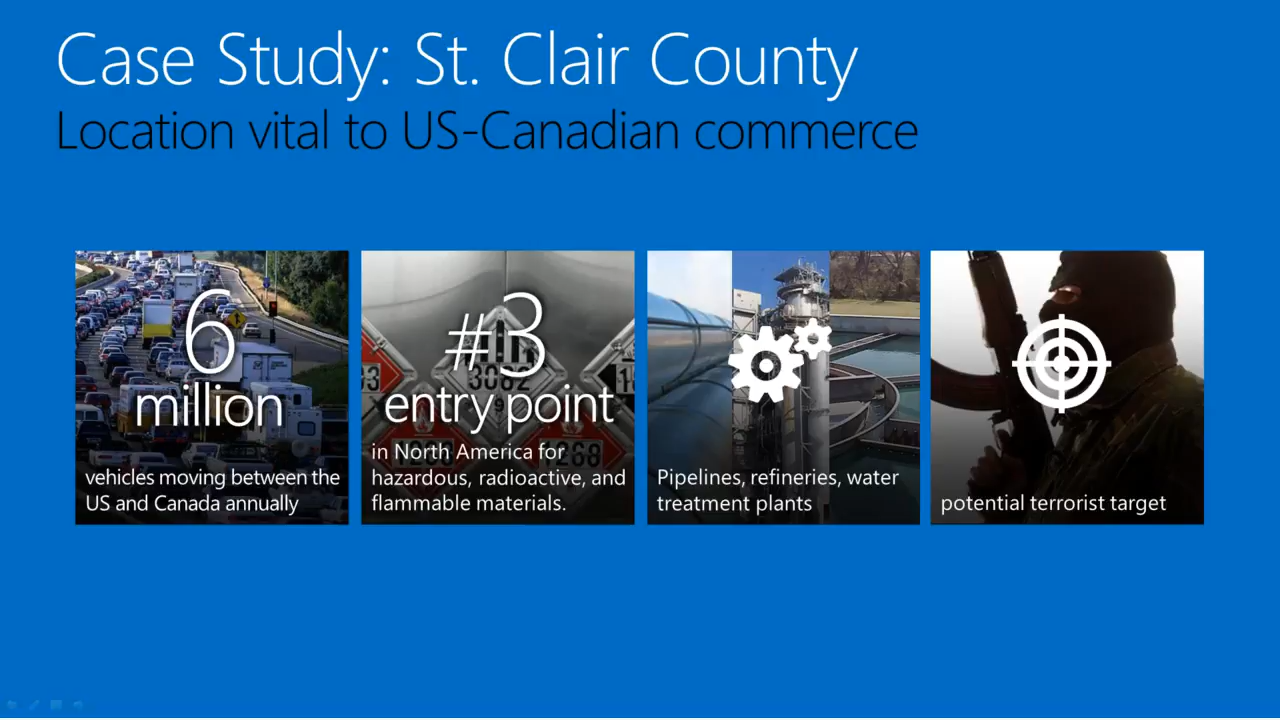 Case Study: St. Clair County
Location vital to US-Canadian commerce
6
million
vehicles moving between the
US and Canada annually
#3
entry point
in North America for
hazardous, radioactive, and
flammable materials.
3082
1268
Pipelines, refineries, water
treatment plants
potential terrorist target